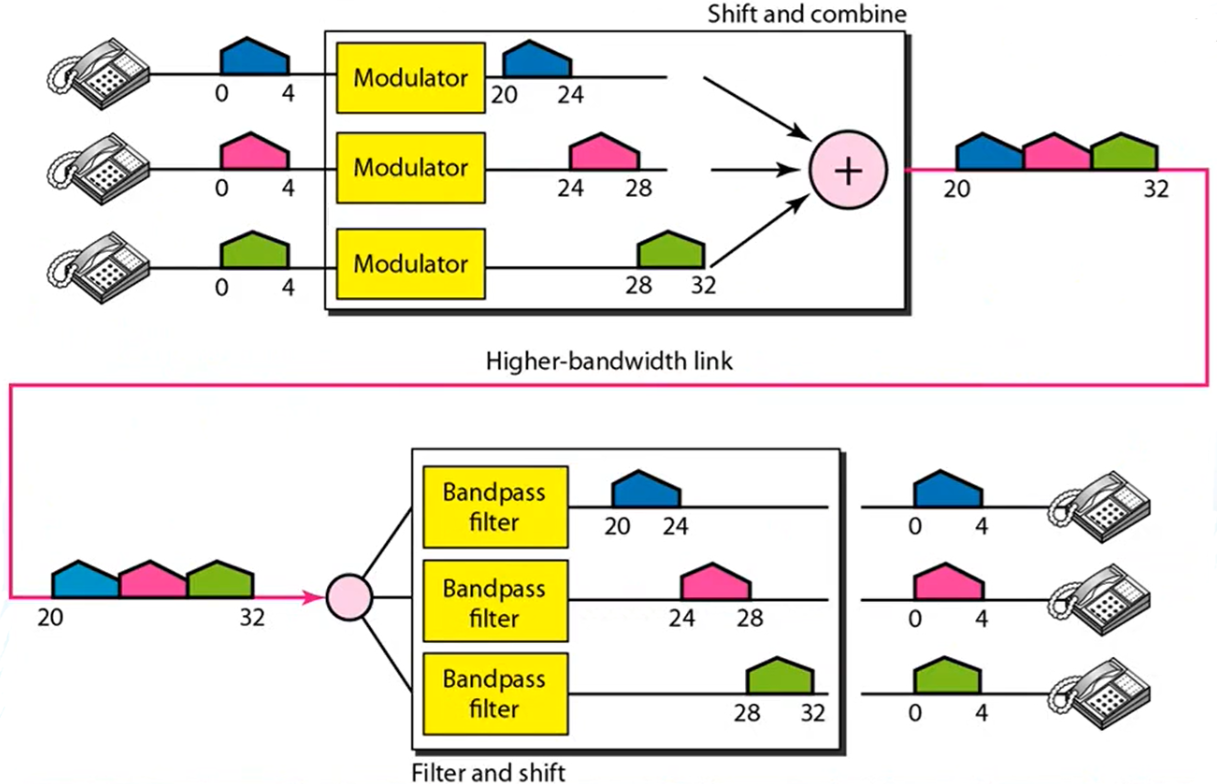 Shift and combine
0 4 Modulator 20 24
0 4 Modulator 24 28
0 4 Modulator 28 32
+
20 32
Higher-bandwidth link
20 32
Bandpass
filter
20 24
0 4
Bandpass
filter
24 28
0 4
Bandpass
filter
28 32
0 4
Filter and shift